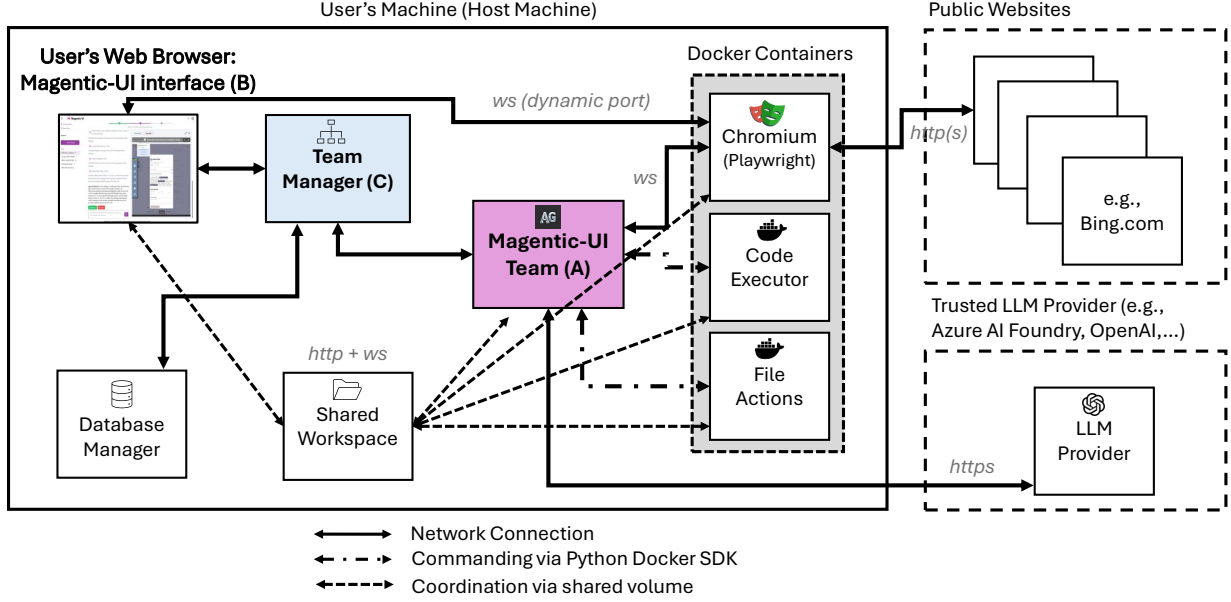 User's Machine (Host Machine)
Public Websites
User's Web Browser:
Magentic-UI interface (B)
Docker Containers
ws (dynamic port)
Team
Manager (C)
Chromium
(Playwright)
http(s)
ws
AG
Magentic-UI
Team (A)
Code
Executor
e.g.,
Bing.com
Trusted LLM Provider (e.g.,
Azure AI Foundry, OpenAI,...)
http + ws
Database
Manager
Shared
Workspace
File
Actions
LLM
Provider
https
Network Connection
Commanding via Python Docker SDK
Coordination via shared volume